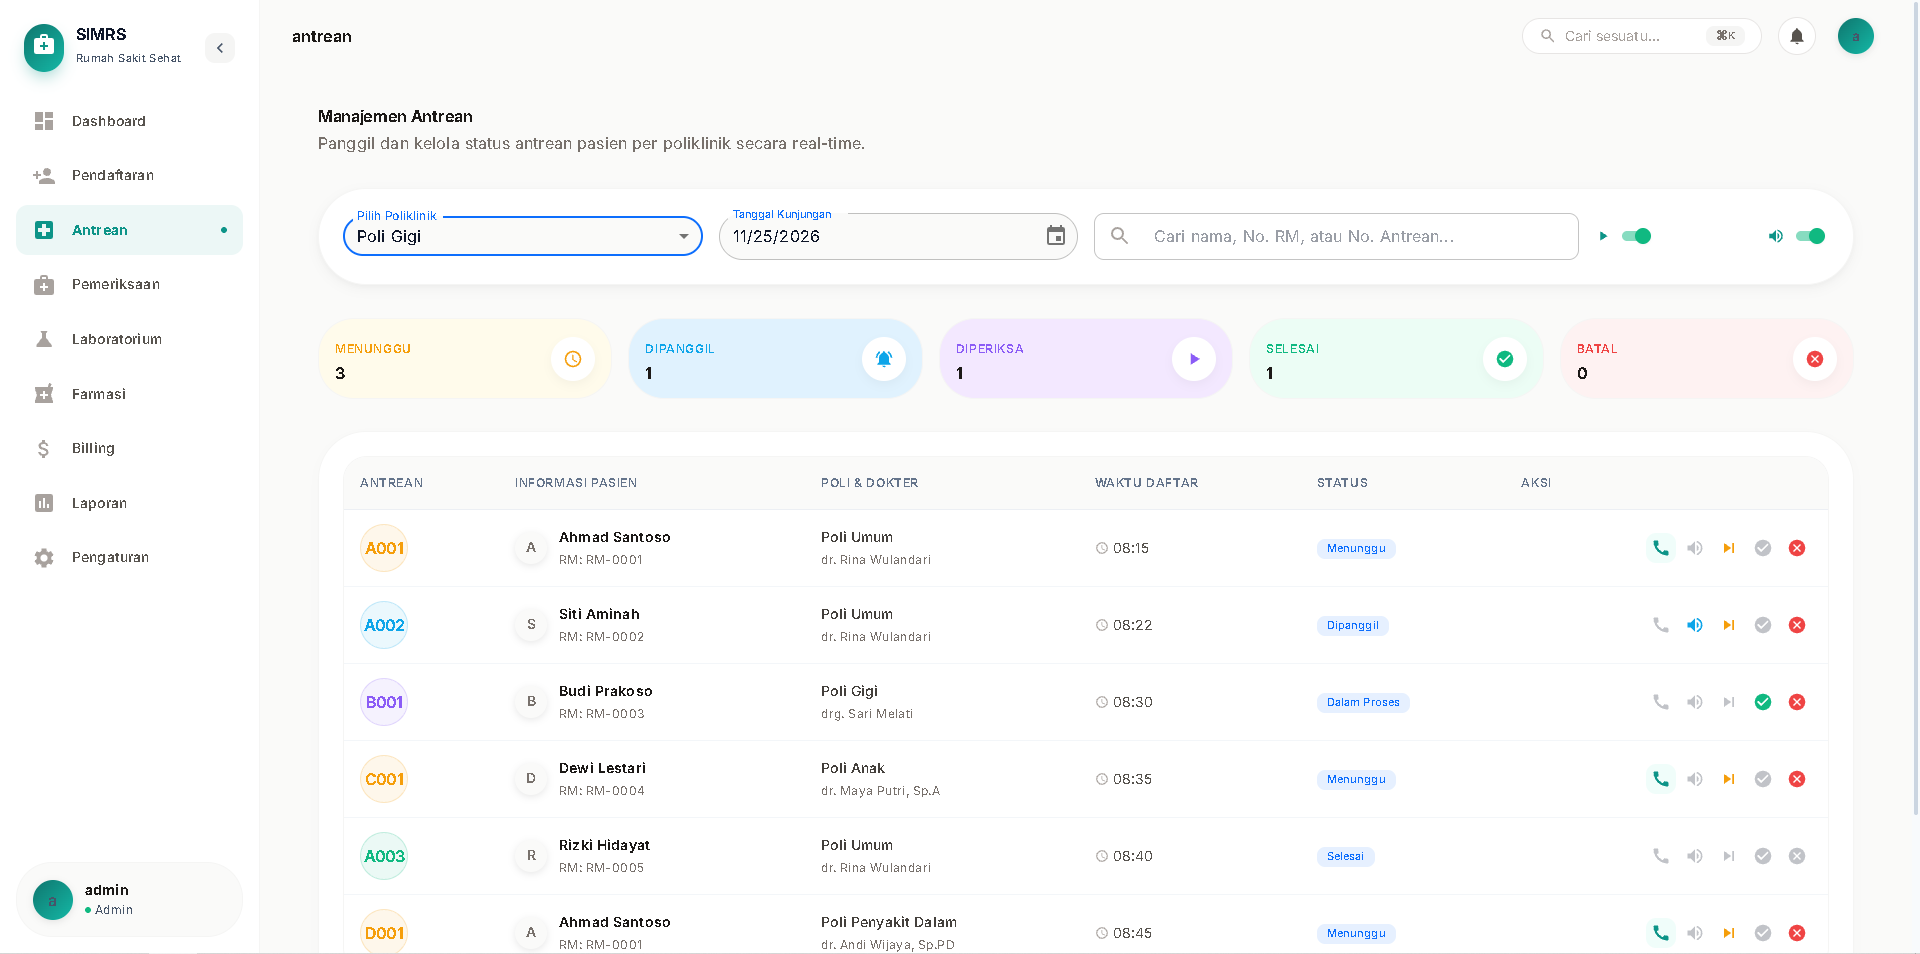 SIMRS
Rumah Sakit Sehat
antrean
Cari sesuatu...
⌘K
a
Dashboard
Pendaftaran
Antrean
Pemeriksaan
Laboratorium
Farmasi
Billing
Laporan
Pengaturan
a
admin
Admin
Manajemen Antrean
Panggil dan kelola status antrean pasien per poliklinik secara real-time.
Pilih Poliklinik
Poli Gigi
Tanggal Kunjungan
11/25/2026
Cari nama, No. RM, atau No. Antrean...
MENUNGGU
3
DIPANGGIL
1
DIPERIKSA
1
SELESAI
1
BATAL
0
ANTREAN INFORMASI PASIEN POLI & DOKTER WAKTU DAFTAR STATUS AKSI
A001 A Ahmad Santoso Poli Umum 08:15 Menunggu
RM: RM-0001 dr. Rina Wulandari
A002 S Siti Aminah Poli Umum 08:22 Dipanggil
RM: RM-0002 dr. Rina Wulandari
B001 B Budi Prakoso Poli Gigi 08:30 Dalam Proses
RM: RM-0003 drg. Sari Melati
C001 D Dewi Lestari Poli Anak 08:35 Menunggu
RM: RM-0004 dr. Maya Putri, Sp.A
A003 R Rizki Hidayat Poli Umum 08:40 Selesai
RM: RM-0005 dr. Rina Wulandari
D001 A Ahmad Santoso Poli Penyakit Dalam 08:45 Menunggu
RM: RM-0001 dr. Andi Wijaya, Sp.PD